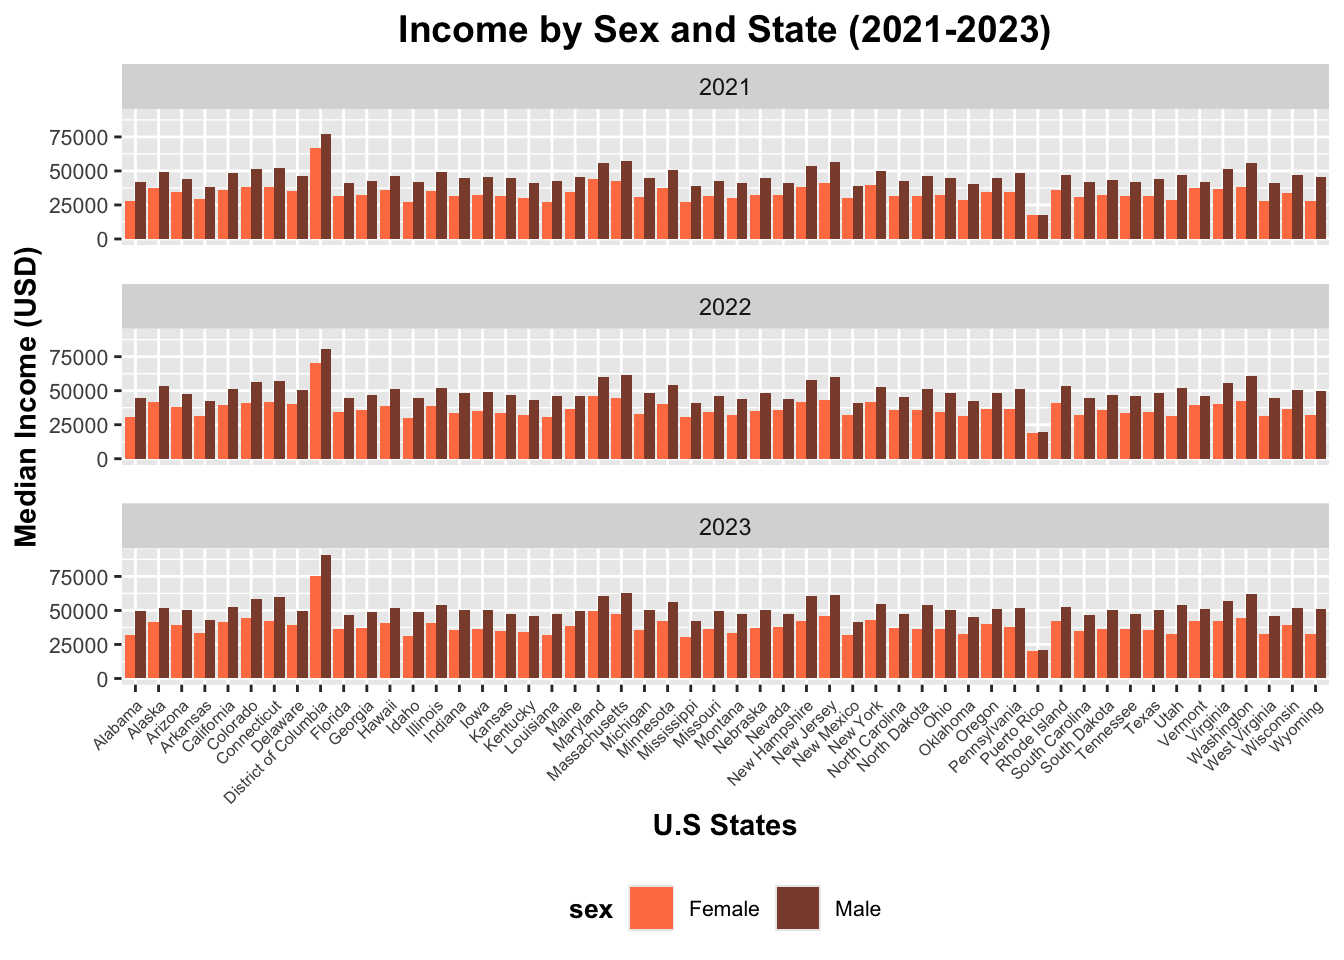 Income by Sex and State (2021-2023)
2021
75000
50000
25000
0
2022
75000
50000
25000
0
2023
75000
50000
25000
0
Median Income (USD)
Alabama
Alaska
Arizona
Arkansas
California
Colorado
Connecticut
Delaware
District of Columbia
Florida
Georgia
Hawaii
Idaho
Illinois
Indiana
Iowa
Kansas
Kentucky
Louisiana
Maine
Maryland
Massachusetts
Michigan
Minnesota
Mississippi
Missouri
Montana
Nebraska
Nevada
New Hampshire
New Jersey
New Mexico
New York
North Carolina
North Dakota
Ohio
Oklahoma
Oregon
Pennsylvania
Puerto Rico
Rhode Island
South Carolina
South Dakota
Tennessee
Texas
Utah
Vermont
Virginia
Washington
West Virginia
Wisconsin
Wyoming
U.S States
sex Female Male